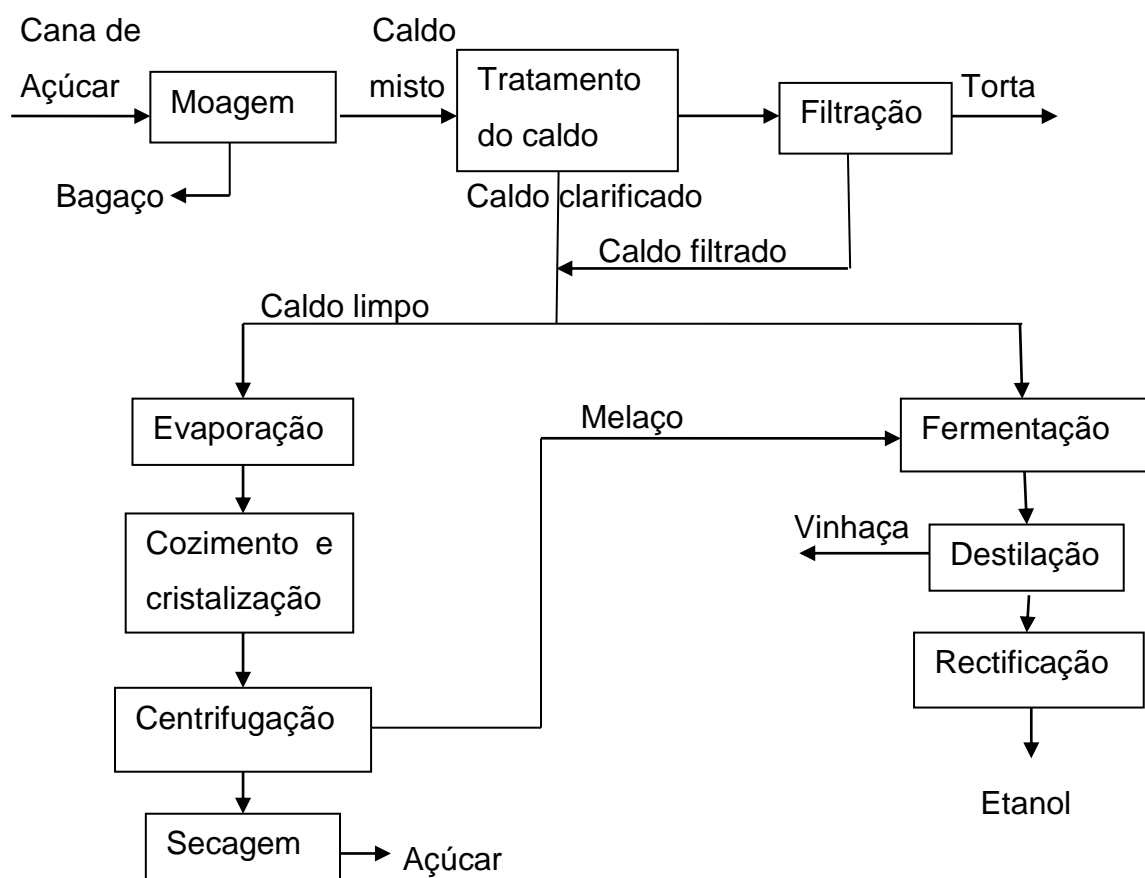 Cana de
Açúcar
Moagem
Bagaço
Caldo
misto
Tratamento
do caldo
Filtração
Torta
Caldo clarificado
Caldo filtrado
Caldo limpo
Evaporação
Melaço
Fermentação
Cozimento e
cristalização
Vinhaça
Destilação
Centrifugação
Rectificação
Etanol
Secagem
Açúcar